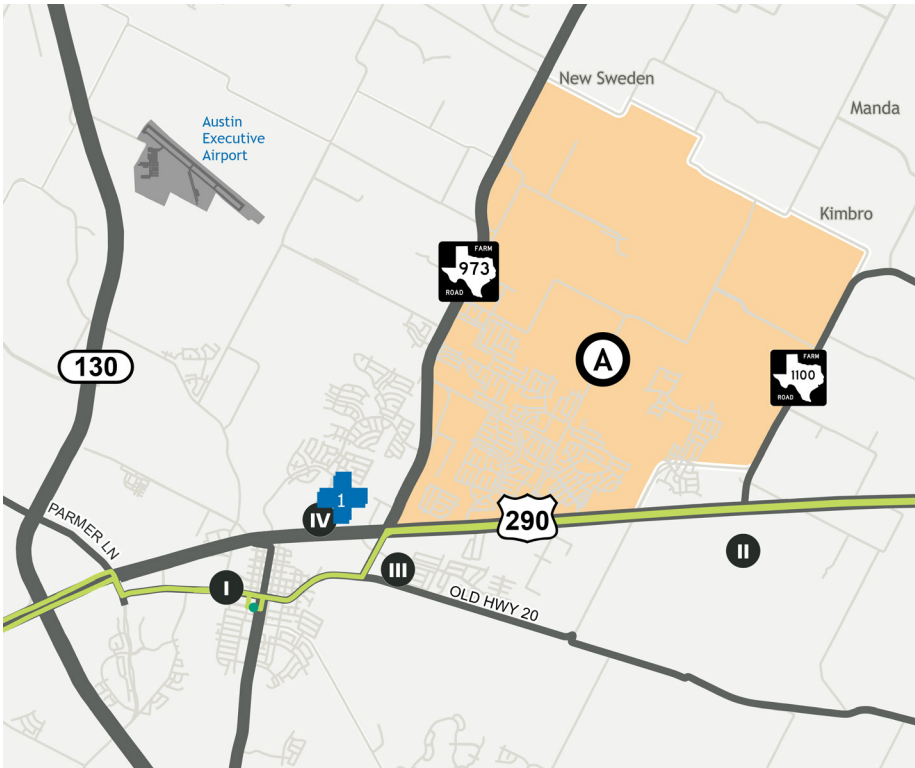 New Sweden
Manda
Austin
Executive
Airport
Kimbro
FARM
973
ROAD
130
A
FARM
1100
ROAD
1
IV
290
PARMER LN
II
III
I
OLD HWY 20